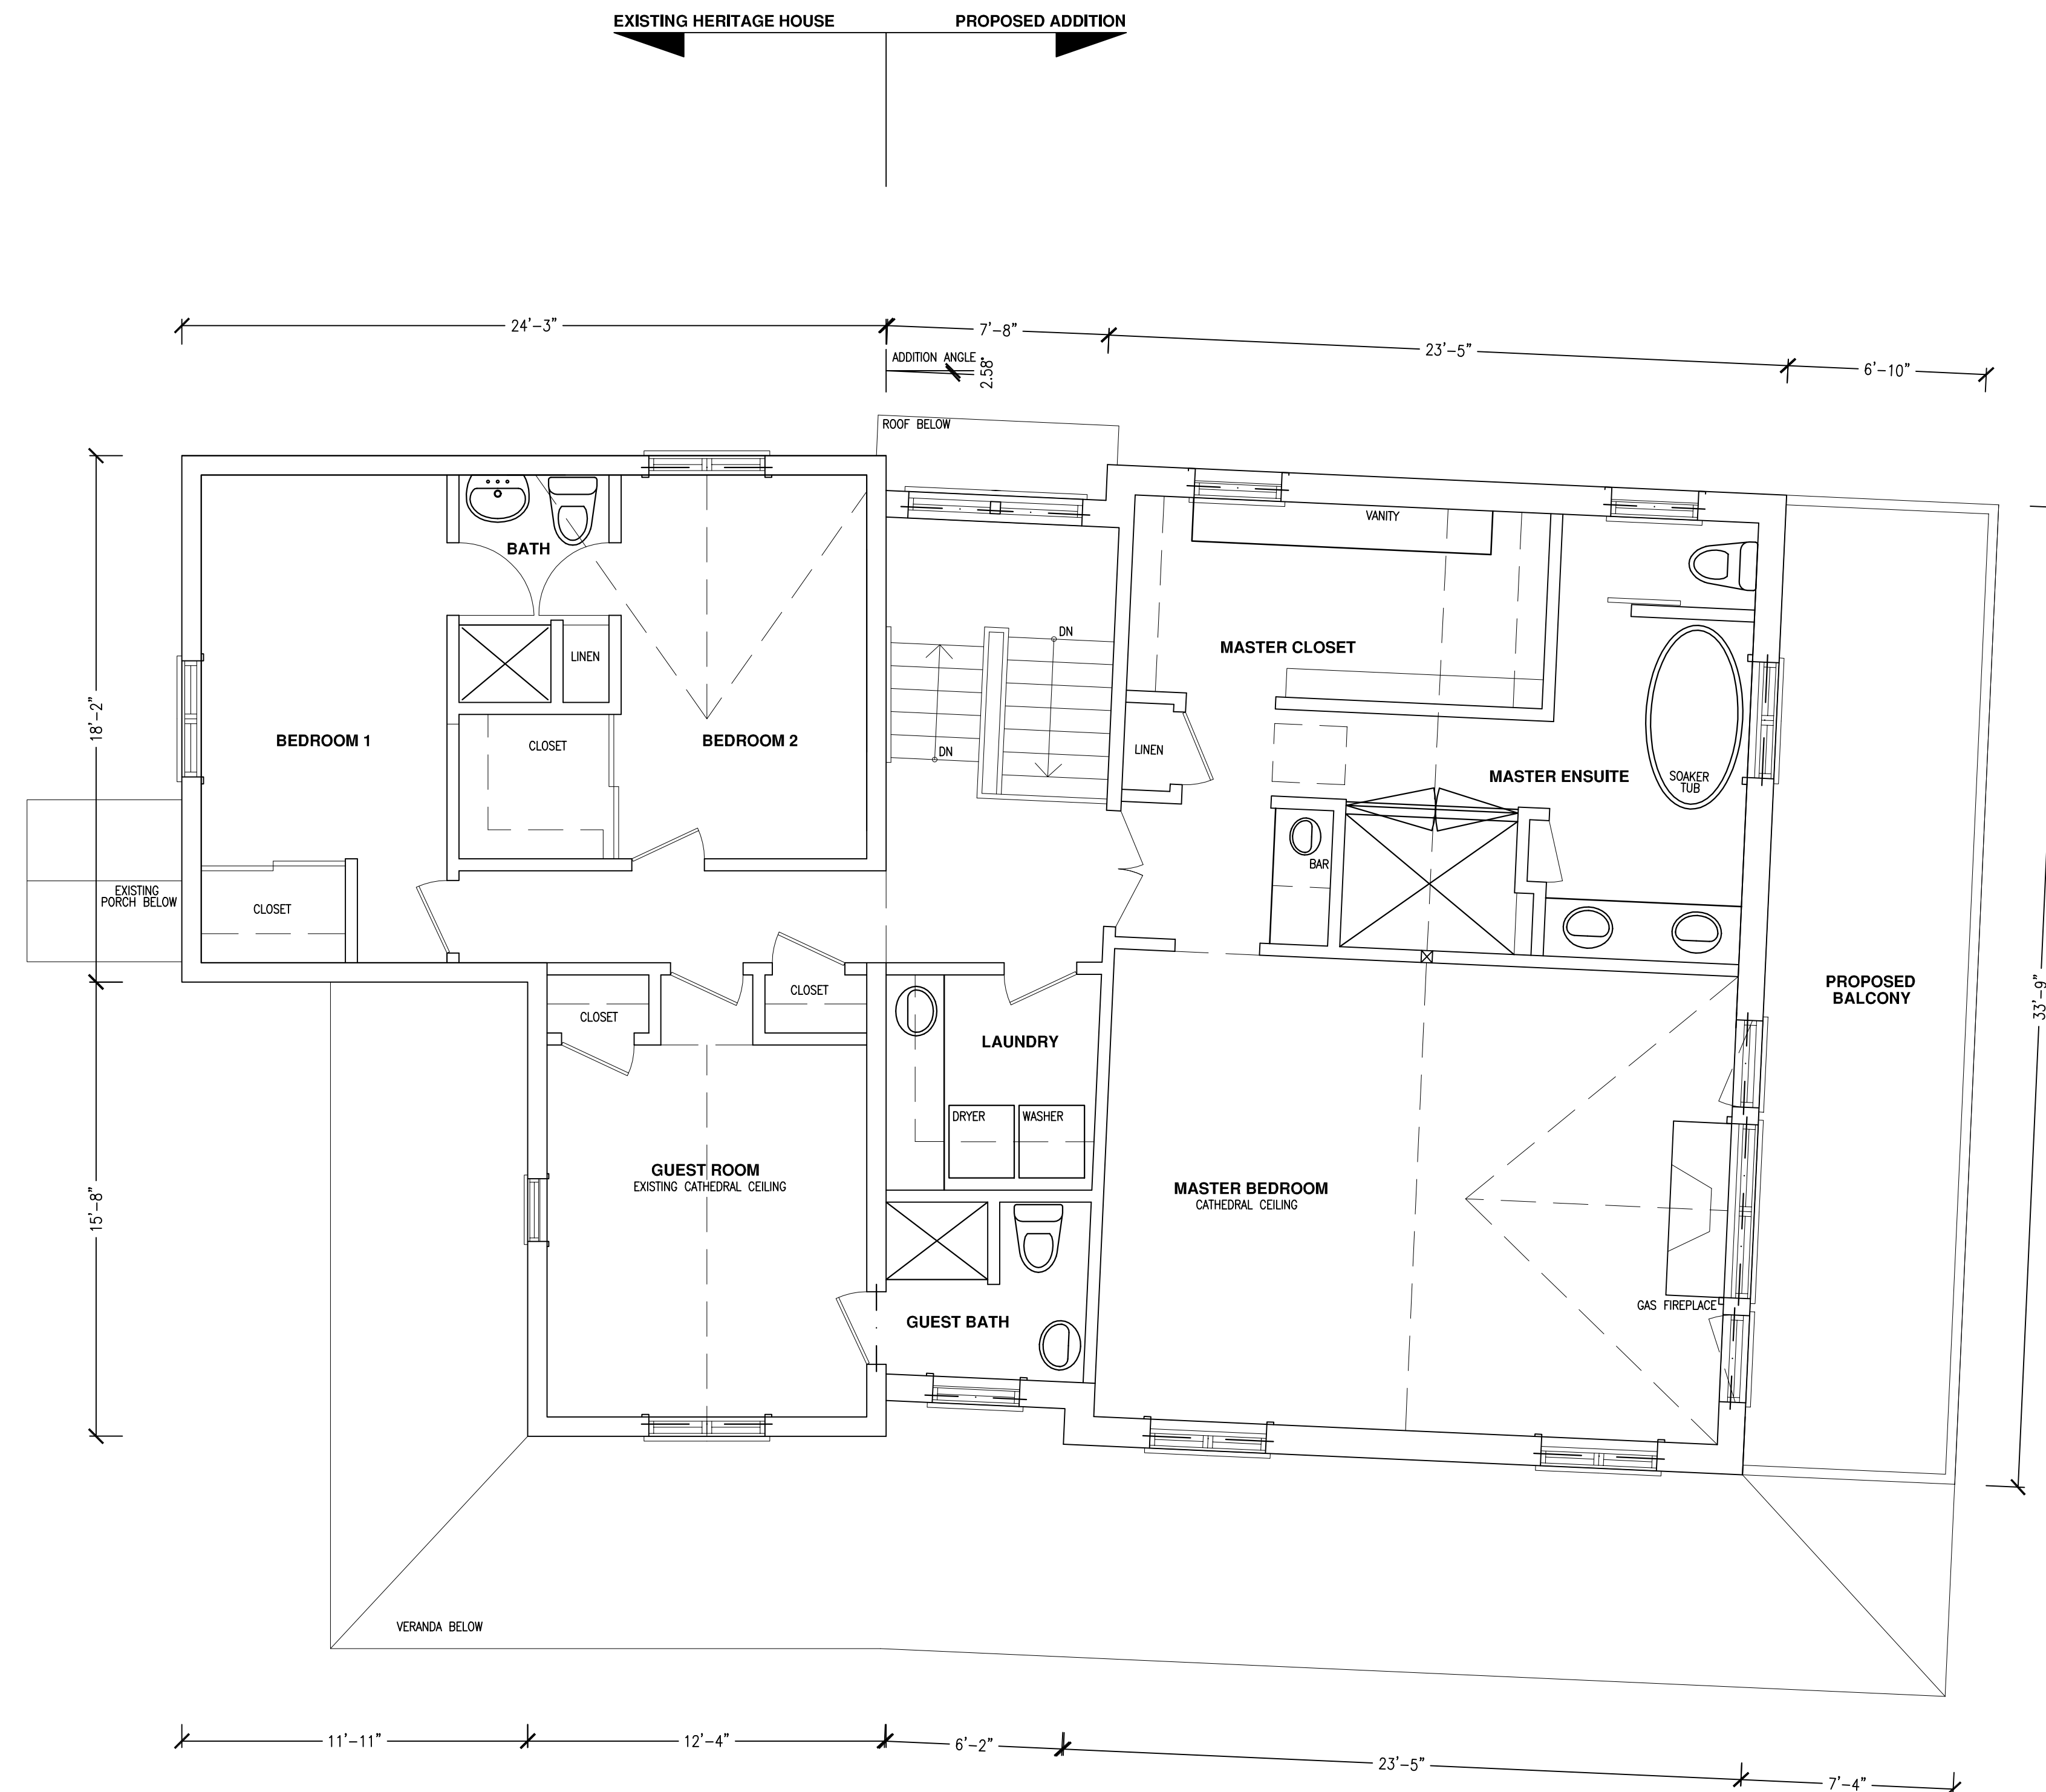 EXISTING HERITAGE HOUSE
PROPOSED ADDITION
24'-3"
7'-8"
23'-5"
6'-10"
ADDITION ANGLE
2.58°
ROOF BELOW
VANITY
BATH
LINEN
DN
DN
MASTER CLOSET
18'-2"
BEDROOM 1
CLOSET
BEDROOM 2
LINEN
MASTER ENSUITE
SOAKER
TUB
BAR
EXISTING
PORCH BELOW
CLOSET
CLOSET
CLOSET
PROPOSED
BALCONY
33'-9"
LAUNDRY
DRYER
WASHER
15'-8"
GUEST ROOM
EXISTING CATHEDRAL CEILING
MASTER BEDROOM
CATHEDRAL CEILING
GAS FIREPLACE
GUEST BATH
VERANDA BELOW
11'-11"
12'-4"
6'-2"
23'-5"
7'-4"